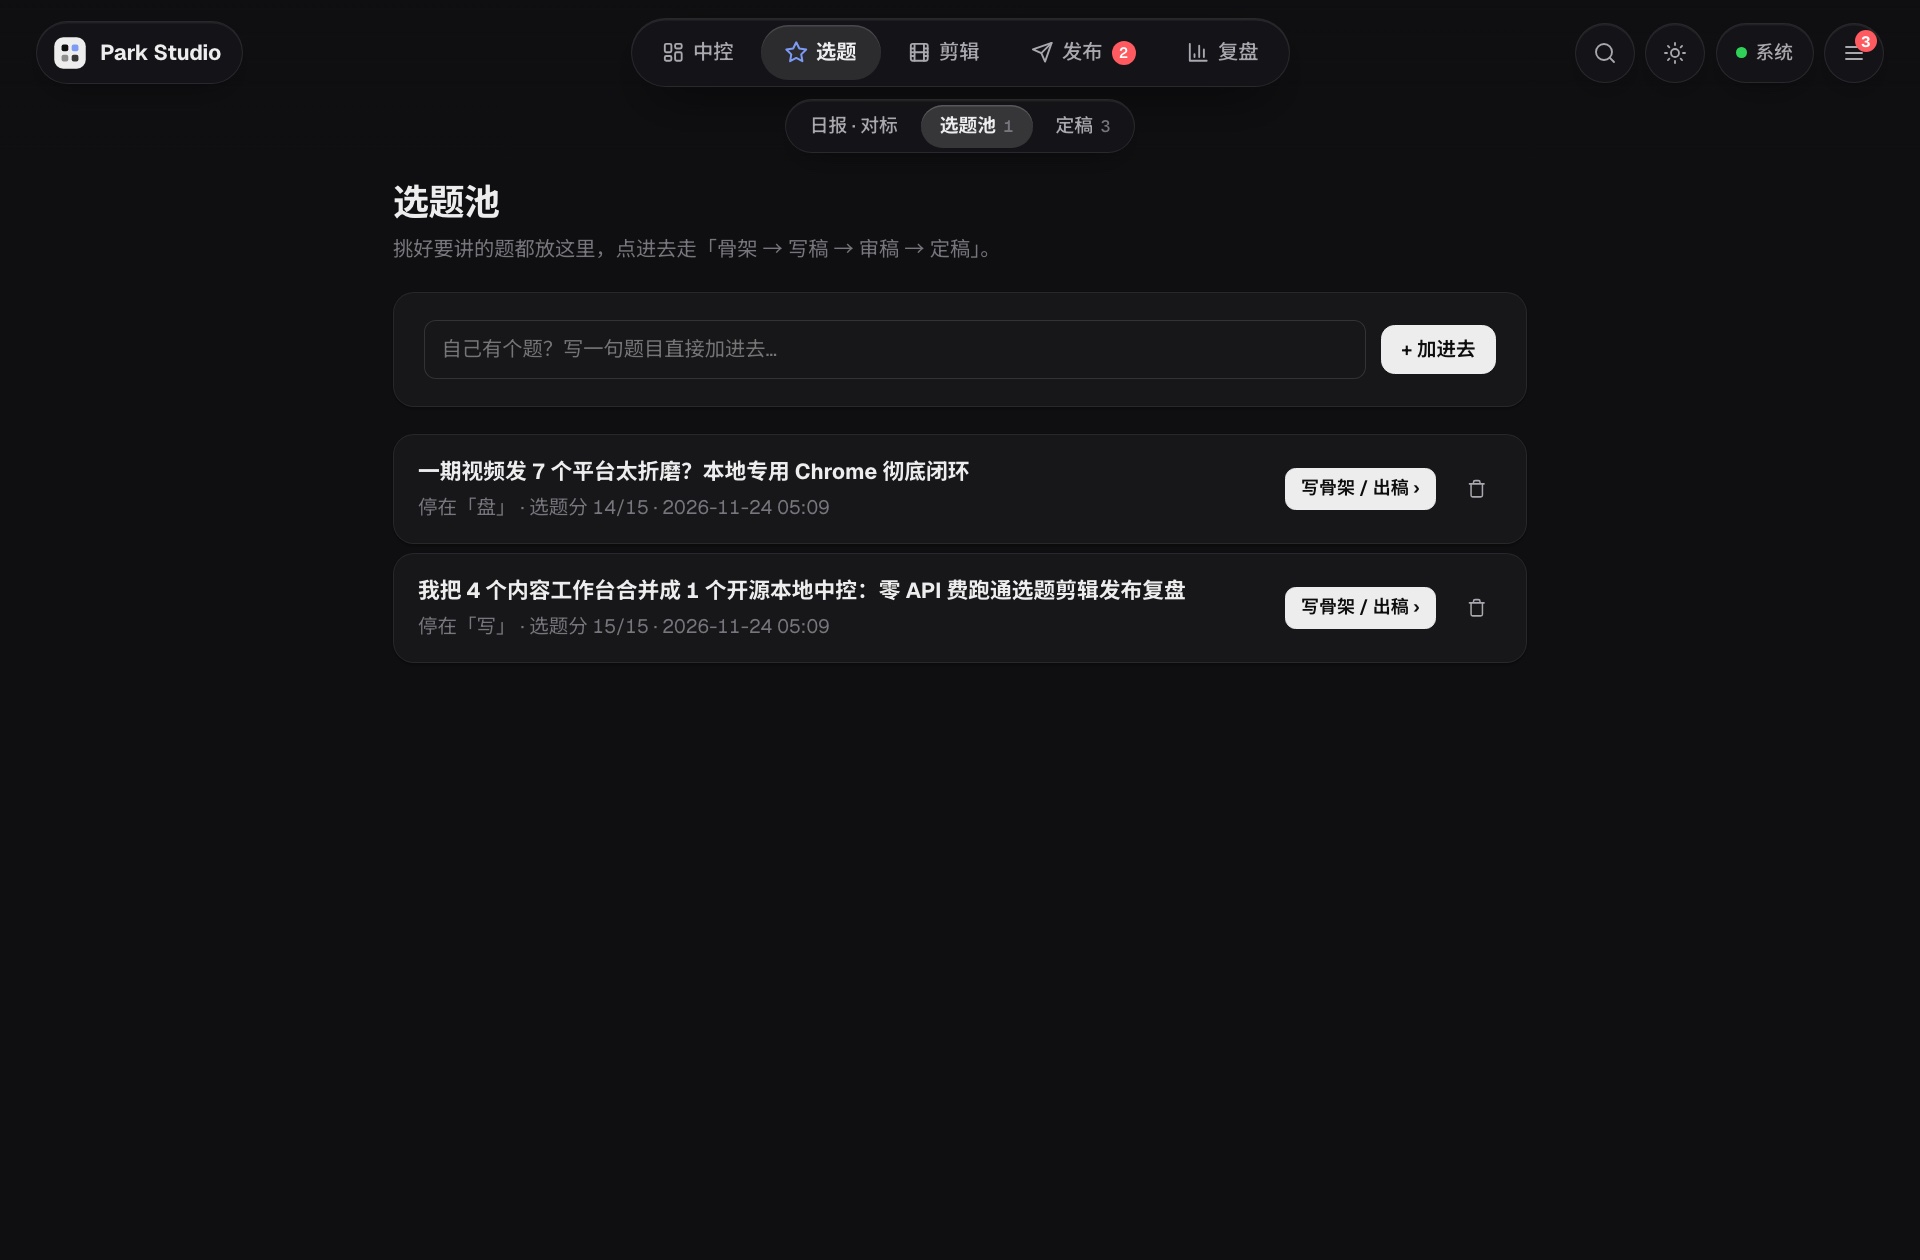 Park Studio
中控
选题
剪辑
发布 2
复盘
系统
3
日报 · 对标
选题池 1
定稿 3
选题池
挑好要讲的题都放这里，点进去走「骨架 → 写稿 → 审稿 → 定稿」。
自己有个题？写一句题目直接加进去...
+ 加进去
一期视频发 7 个平台太折磨？本地专用 Chrome 彻底闭环
停在「盘」 · 选题分 14/15 · 2026-11-24 05:09
写骨架 / 出稿 ›
我把 4 个内容工作台合并成 1 个开源本地中控：零 API 费跑通选题剪辑发布复盘
停在「写」 · 选题分 15/15 · 2026-11-24 05:09
写骨架 / 出稿 ›